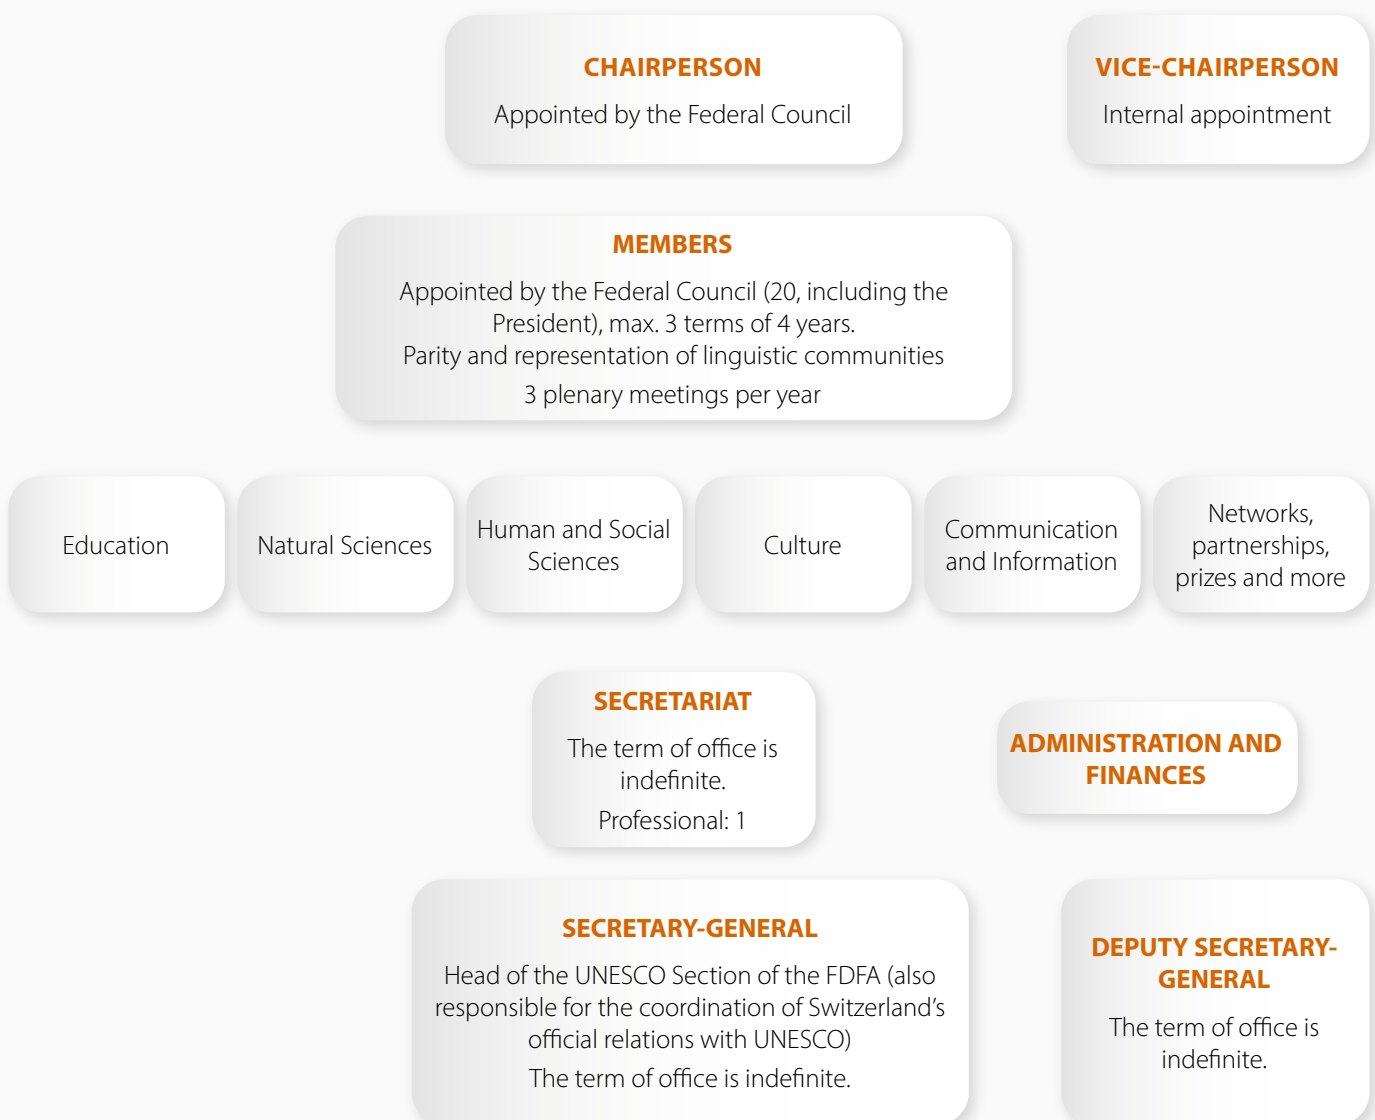 CHAIRPERSON
Appointed by the Federal Council
VICE-CHAIRPERSON
Internal appointment
MEMBERS
Appointed by the Federal Council (20, including the
President), max. 3 terms of 4 years.
Parity and representation of linguistic communities
3 plenary meetings per year
Education
Natural Sciences
Human and Social
Sciences
Culture
Communication
and Information
Networks,
partnerships,
prizes and more
SECRETARIAT
The term of office is
indefinite.
Professional: 1
ADMINISTRATION AND
FINANCES
SECRETARY-GENERAL
Head of the UNESCO Section of the FDFA (also
responsible for the coordination of Switzerland’s
official relations with UNESCO)
The term of office is indefinite.
DEPUTY SECRETARY-
GENERAL
The term of office is
indefinite.